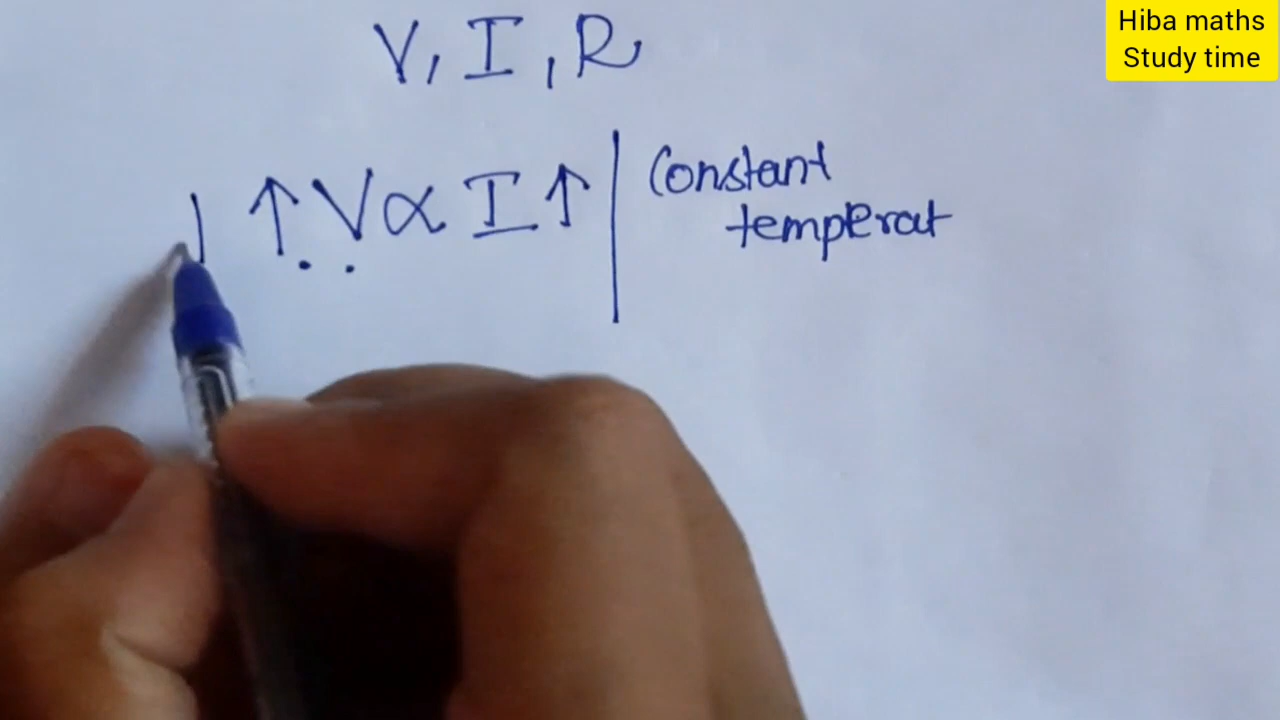 Hiba maths
Study time
V, I, R
↑ V ∝ I ↑ | Constant
temperat